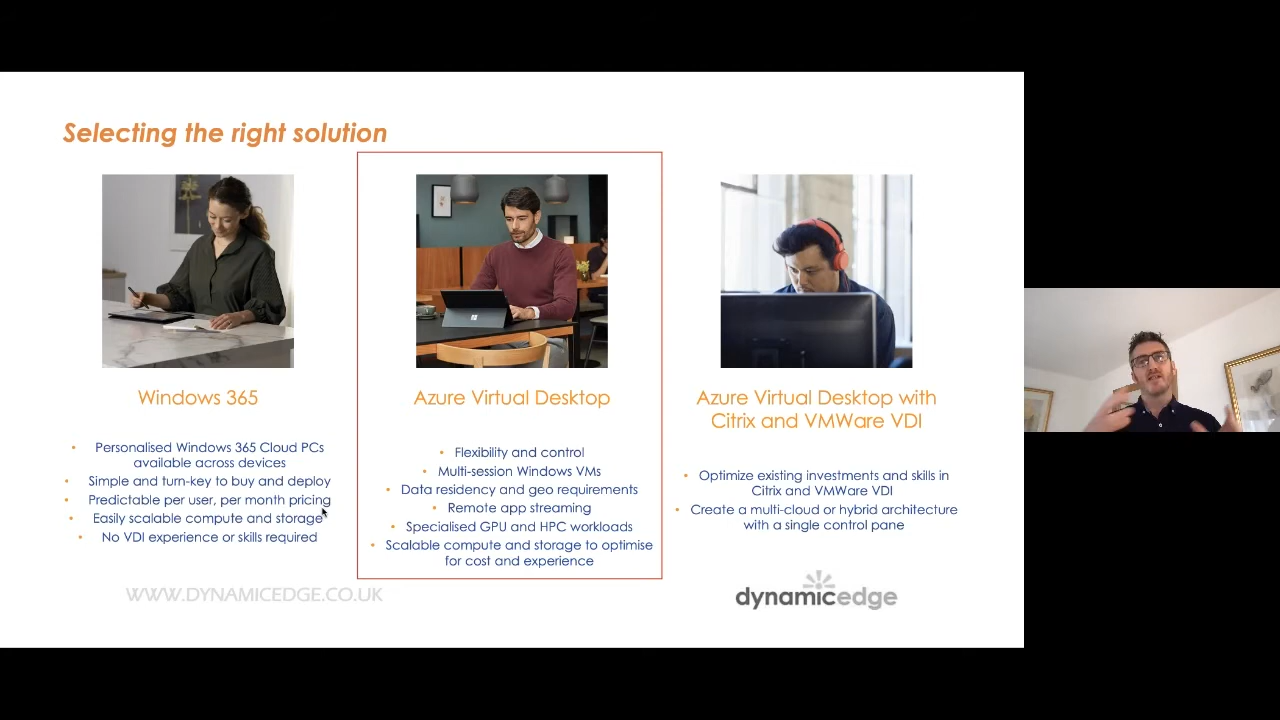 Selecting the right solution
Windows 365
• Personalised Windows 365 Cloud PCs
available across devices
• Simple and turn-key to buy and deploy
• Predictable per user, per month pricing
• Easily scalable compute and storage
• No VDI experience or skills required
Azure Virtual Desktop
• Flexibility and control
• Multi-session Windows VMs
• Data residency and geo requirements
• Remote app streaming
• Specialised GPU and HPC workloads
• Scalable compute and storage to optimise
for cost and experience
Azure Virtual Desktop with
Citrix and VMWare VDI
• Optimize existing investments and skills in
Citrix and VMWare VDI
• Create a multi-cloud or hybrid architecture
with a single control pane
WWW.DYNAMICEDGE.CO.UK
dynamicedge